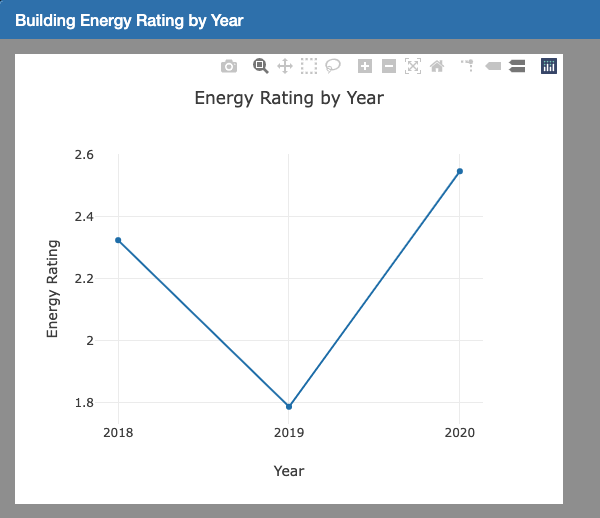 Building Energy Rating by Year
Energy Rating by Year
2.6
2.4
2.2
2
1.8
Energy Rating
2018 2019 2020
Year